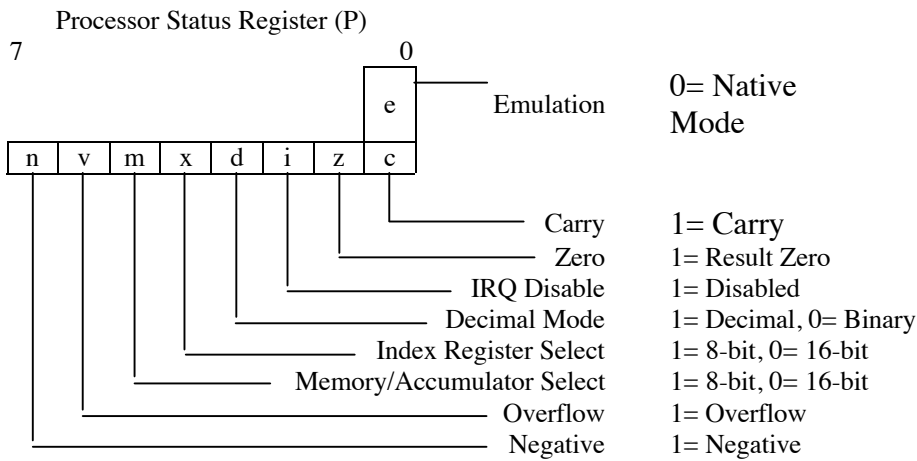 Processor Status Register (P)
7 0
e
Emulation 0= Native Mode
n v m x d i z c
Carry 1= Carry
Zero 1= Result Zero
IRQ Disable 1= Disabled
Decimal Mode 1= Decimal, 0= Binary
Index Register Select 1= 8-bit, 0= 16-bit
Memory/Accumulator Select 1= 8-bit, 0= 16-bit
Overflow 1= Overflow
Negative 1= Negative